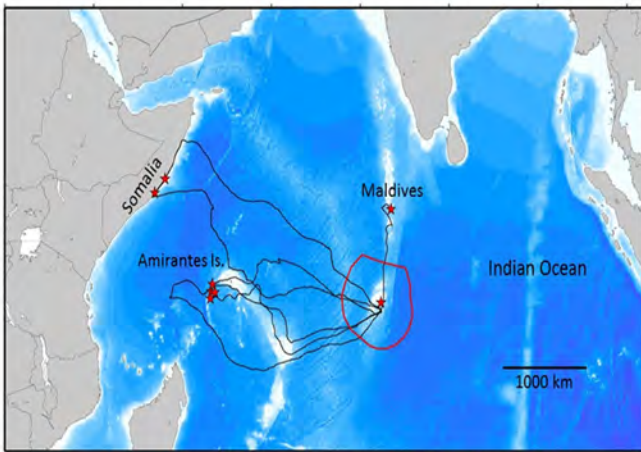 Somalia
Maldives
Amirantes Is.
Indian Ocean
1000 km